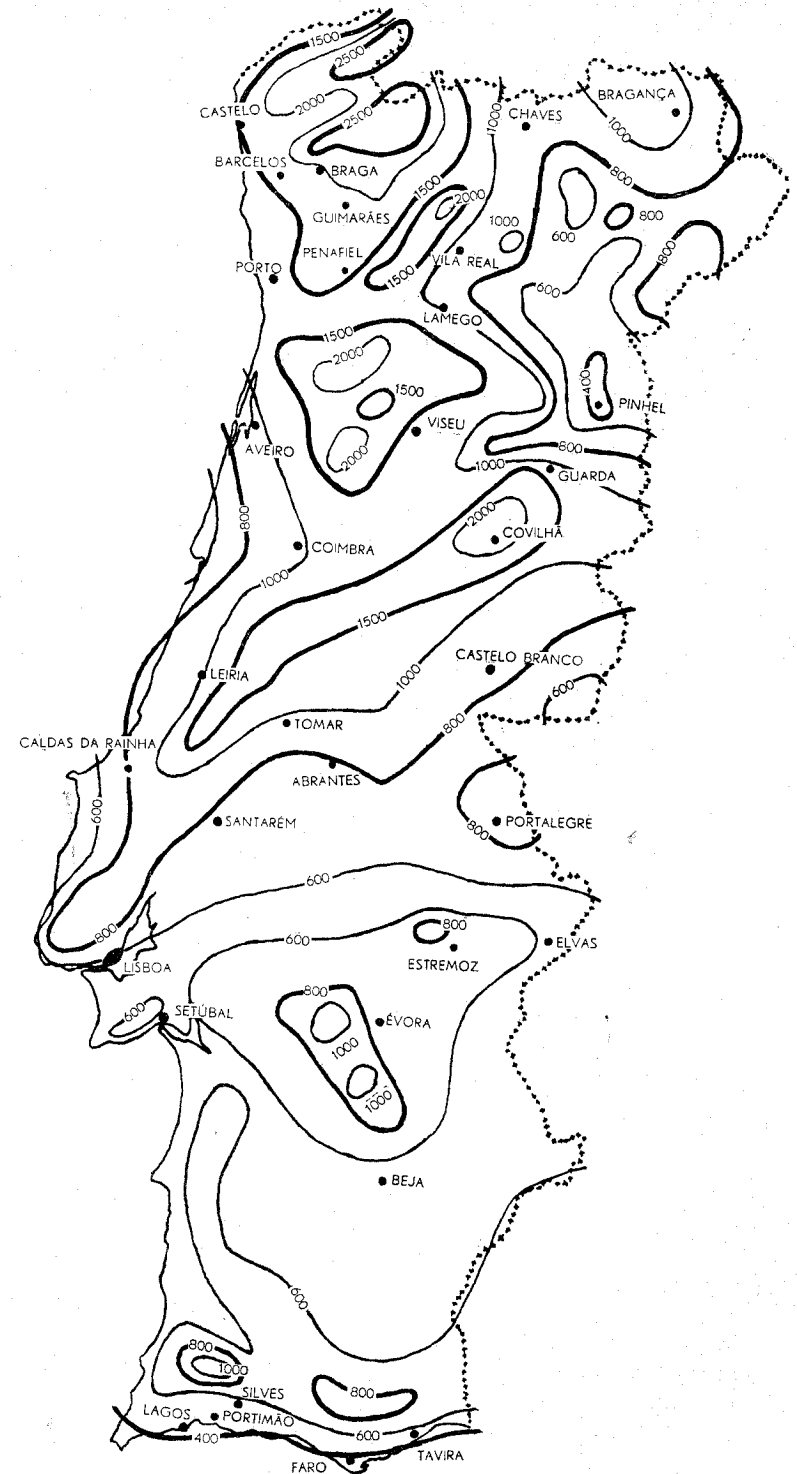 1500
2500
BRAGANÇA
2000
CASTELO
2500
1000
CHAVES
1000
BARCELOS
BRAGA
800
1500
2000
GUIMARÃES
1000
800
600
PENAFIEL
800
PORTO
1500
VILA REAL
600
LAMEGO
1500
2000
400
1500
PINHEL
VISEU
AVEIRO
800
2000
1000
GUARDA
800
2000
COVILHÃ
COIMBRA
1000
1500
CASTELO BRANCO
LEIRIA
1000
600
TOMAR
800
CALDAS DA RAINHA
ABRANTES
600
SANTARÉM
800
PORTALEGRE
600
800
800
600
ELVAS
LISBOA
ESTREMOZ
800
600
SETÚBAL
ÉVORA
1000
1000
BEJA
600
800
1000
800
SILVES
LAGOS
PORTIMÃO
400
600
TAVIRA
FARO